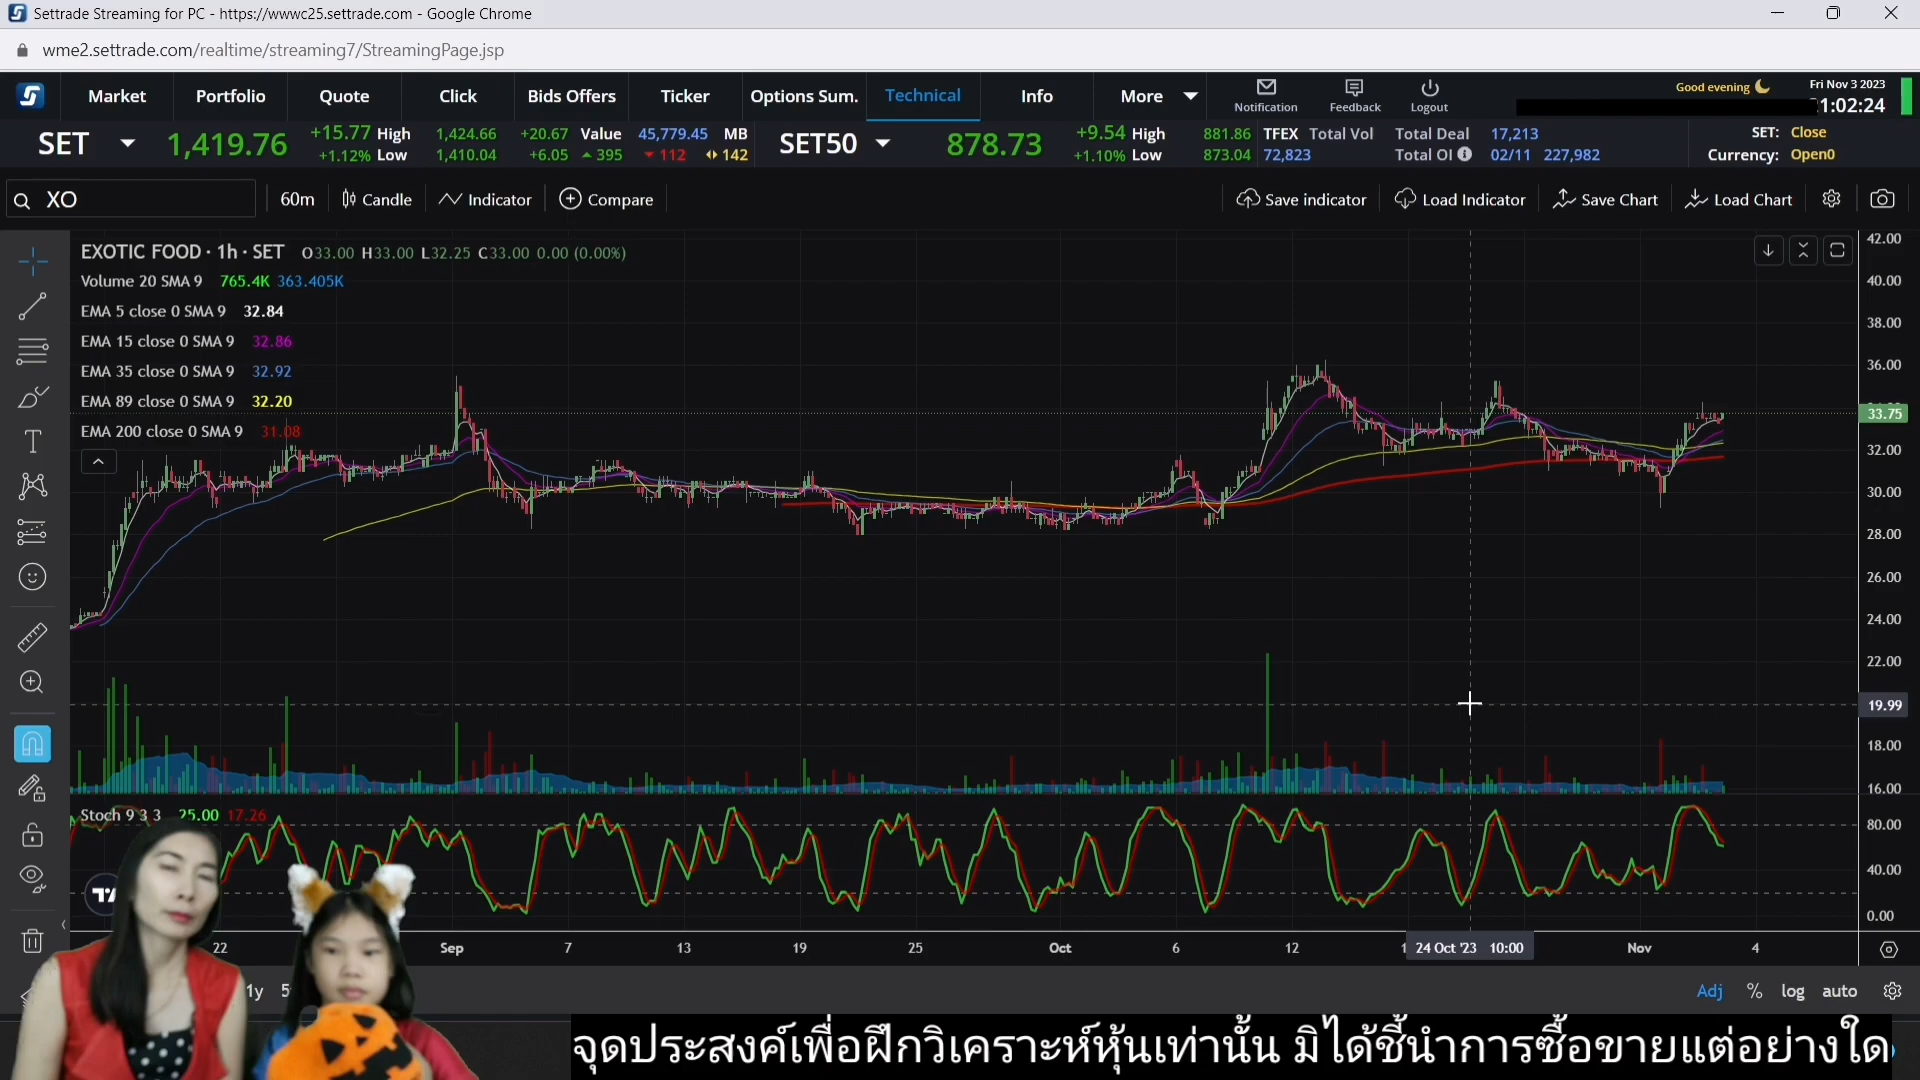 Settrade Streaming for PC - https://wwwc25.settrade.com - Google Chrome
wme2.settrade.com/realtime/streaming7/StreamingPage.jsp
Market Portfolio Quote Click Bids Offers Ticker Options Sum. Technical Info More Notification Feedback Logout Good evening Fri Nov 3 2023
1:02:24
SET 1,419.76 +15.77 High 1,424.66 +20.67 Value 45,779.45 MB SET50 878.73 +9.54 High 881.86 TFEX Total Vol Total Deal 17,213 SET: Close
+1.12% Low 1,410.04 +6.05 395 112 142 +1.10% Low 873.04 72,823 Total OI 02/11 227,982 Currency: Open0
XO 60m Candle Indicator Compare Save indicator Load Indicator Save Chart Load Chart
EXOTIC FOOD · 1h · SET O33.00 H33.00 L32.25 C33.00 0.00 (0.00%)
Volume 20 SMA 9 765.4K 363.405K
EMA 5 close 0 SMA 9 32.84
EMA 15 close 0 SMA 9 32.86
EMA 35 close 0 SMA 9 32.92
EMA 89 close 0 SMA 9 32.20
EMA 200 close 0 SMA 9 31.08
42.00
40.00
38.00
36.00
33.75
32.00
30.00
28.00
26.00
24.00
22.00
19.99
18.00
16.00
Stoch 9 3 3 25.00 17.26
80.00
40.00
0.00
22 Sep 7 13 19 25 Oct 6 12 24 Oct '23 10:00 Nov 4
1y Adj % log auto
จุดประสงค์เพื่อฝึกวิเคราะห์หุ้นเท่านั้น มิได้ชี้นำการซื้อขายแต่อย่างใด